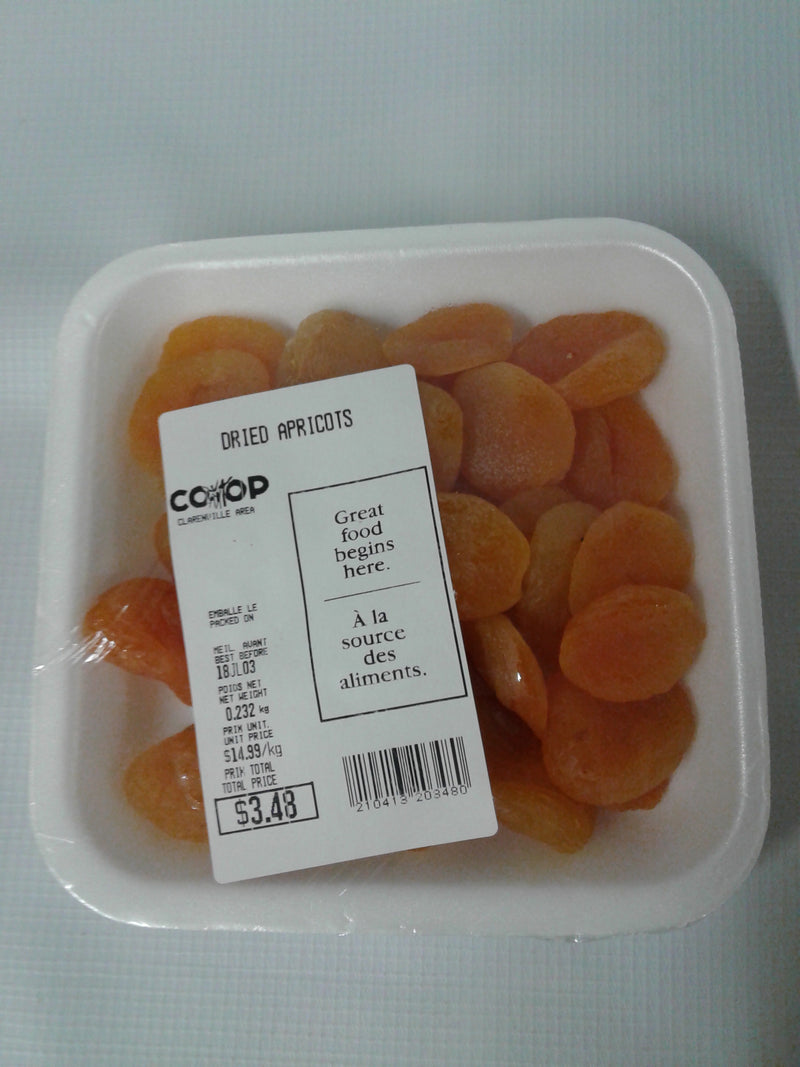 DRIED APRICOTS
CO-OP
CLARENVILLE AREA
Great
food
begins
here.
À la
source
des
aliments.
EMBALLE LE
PACKED ON
MEIL. AVANT
BEST BEFORE
18JL03
POIDS NET
NET WEIGHT
0.232 kg
PRIX UNIT.
UNIT PRICE
$14.99/kg
PRIX TOTAL
TOTAL PRICE
$3.48
210413 203480